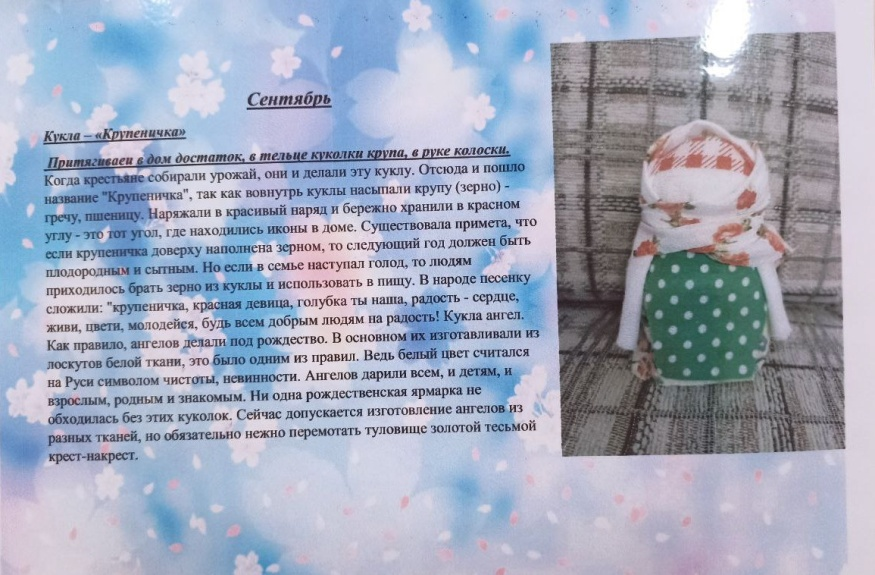 Сентябрь
Кукла – «Крупеничка»
Притягиваеи в дом достаток, в тельце куколки крупа, в руке колоски.
Когда крестьяне собирали урожай, они и делали эту куклу. Отсюда и пошло
название "Крупеничка", так как вовнутрь куклы насыпали крупу (зерно) -
гречу, пшеницу. Наряжали в красивый наряд и бережно хранили в красном
углу - это тот угол, где находились иконы в доме. Существовала примета, что
если крупеничка доверху наполнена зерном, то следующий год должен быть
плодородным и сытным. Но если в семье наступал голод, то людям
приходилось брать зерно из куклы и использовать в пищу. В народе песенку
сложили: "крупеничка, красная девица, голубка ты наша, радость - сердце,
живи, цвети, молодейся, будь всем добрым людям на радость! Кукла ангел.
Как правило, ангелов делали под рождество. В основном их изготавливали из
лоскутов белой ткани, это было одним из правил. Ведь белый цвет считался
на Руси символом чистоты, невинности. Ангелов дарили всем, и детям, и
взрослым, родным и знакомым. Ни одна рождественская ярмарка не
обходилась без этих куколок. Сейчас допускается изготовление ангелов из
разных тканей, но обязательно нежно перемотать туловище золотой тесьмой
крест-накрест.